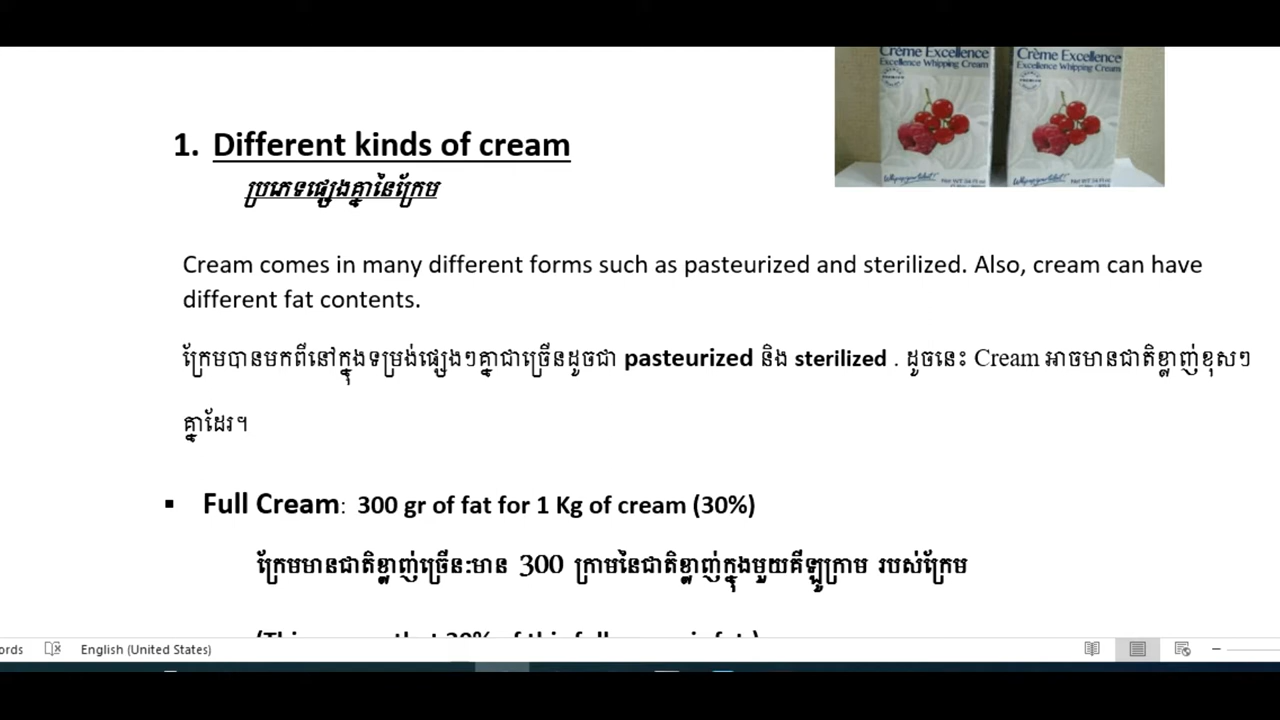 Crème Excellence
Excellence Whipping Cream
Crème Excellence
Excellence Whipping Cream
1. Different kinds of cream
ប្រភេទផ្សេងគ្នានៃក្រែម
Cream comes in many different forms such as pasteurized and sterilized. Also, cream can have
different fat contents.
ក្រែមបានមកពីនៅក្នុងទម្រង់ផ្សេងៗគ្នាជាច្រើនដូចជា pasteurized និង sterilized . ដូចនេះ Cream អាចមានជាតិខ្លាញ់ខុសៗ
គ្នាដែរ។
▪ Full Cream: 300 gr of fat for 1 Kg of cream (30%)
ក្រែមមានជាតិខ្លាញ់ច្រើន:មាន 300 ក្រាមនៃជាតិខ្លាញ់ក្នុងមួយគីឡូក្រាម របស់ក្រែម
English (United States)